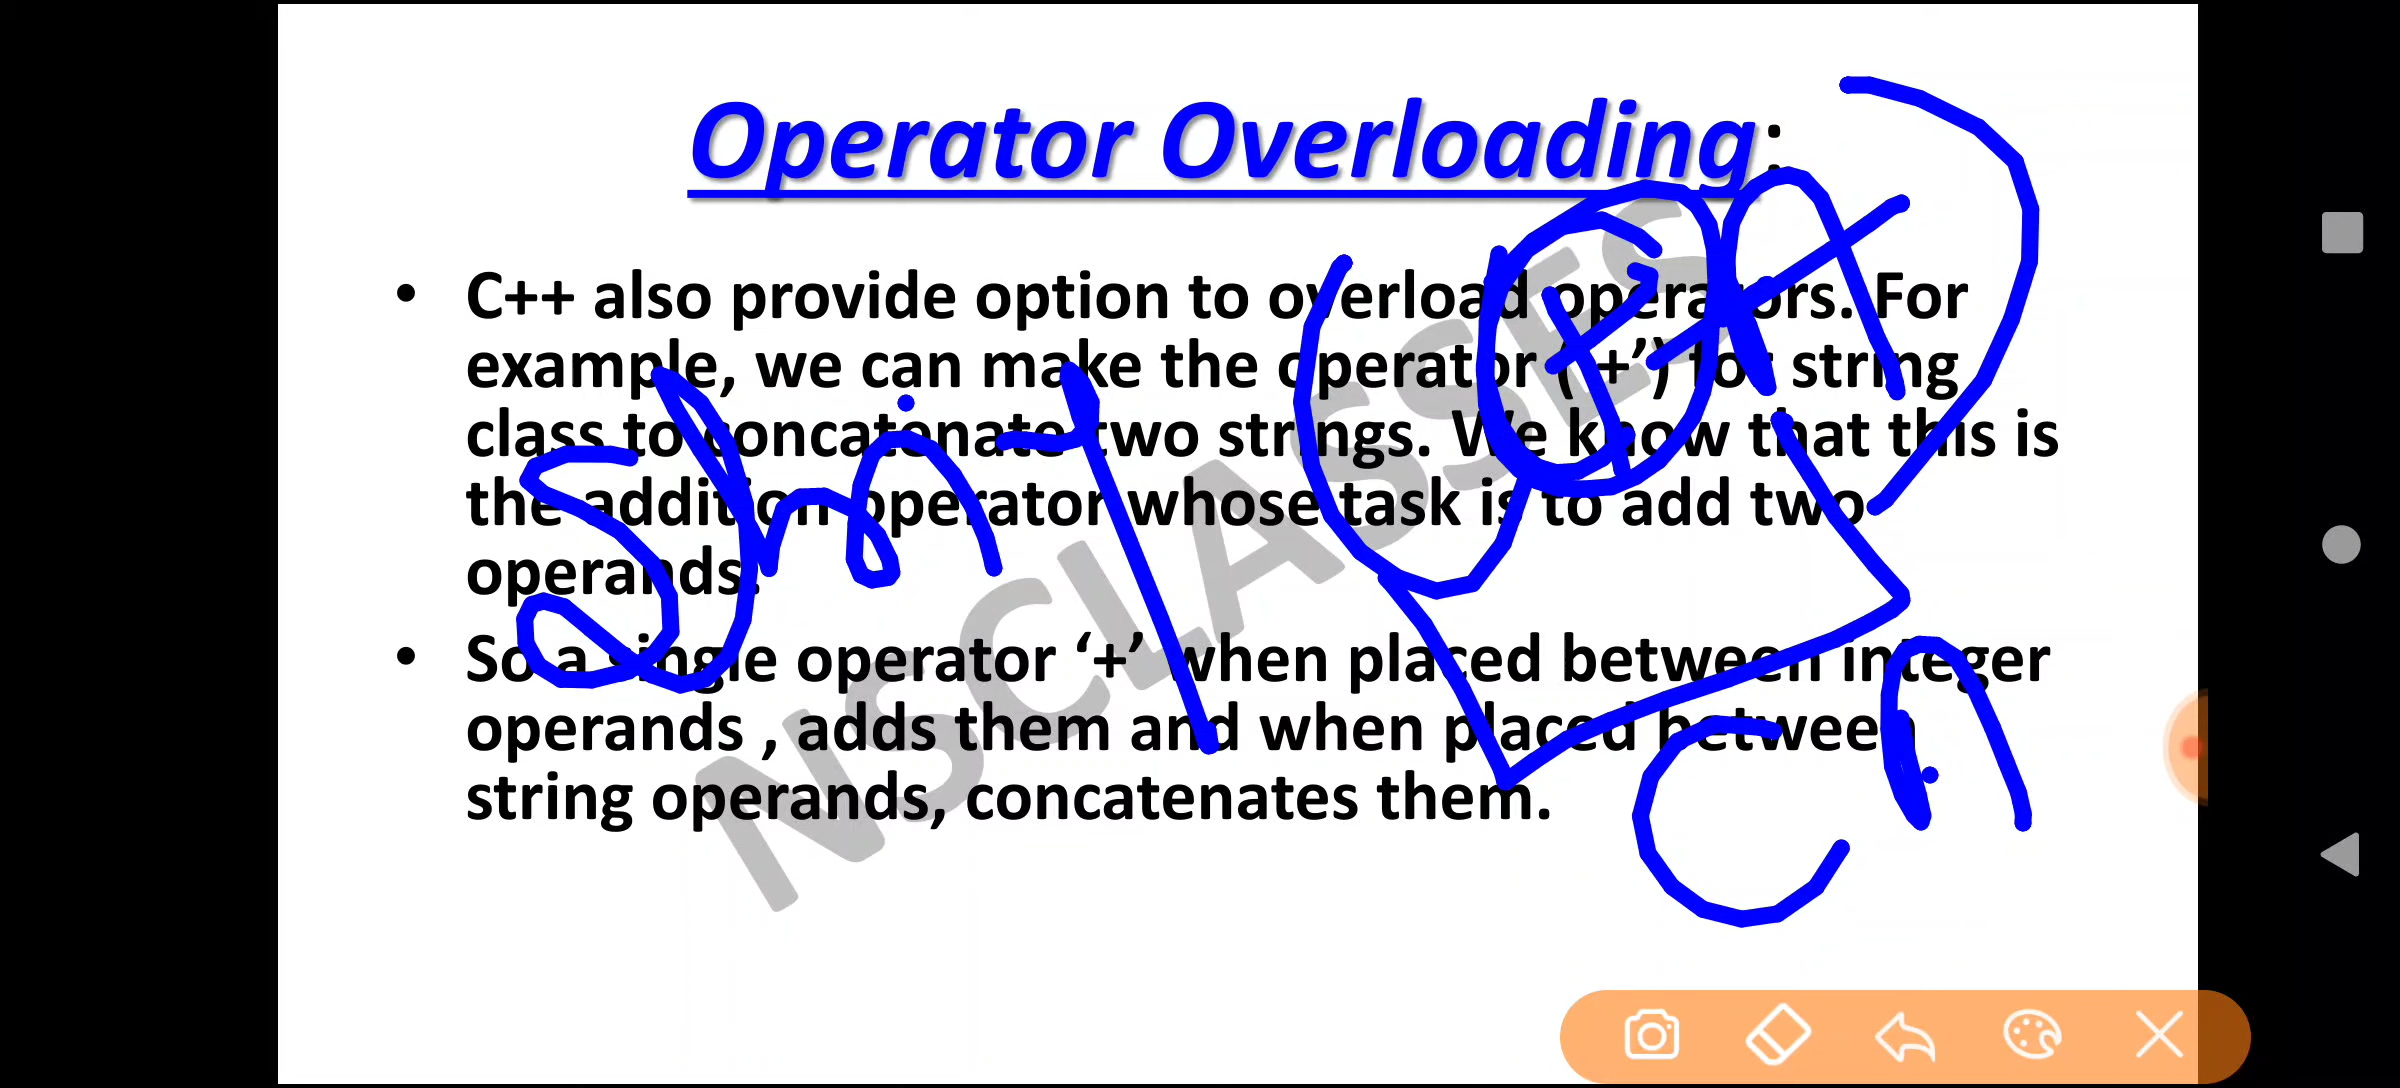 Operator Overloading:
• C++ also provide option to overload operators. For
example, we can make the operator (‘+’) for string
class to concatenate two strings. We know that this is
the addition operator whose task is to add two
operands.
• So a single operator ‘+’ when placed between integer
operands , adds them and when placed between
string operands, concatenates them.
NSCLASSES